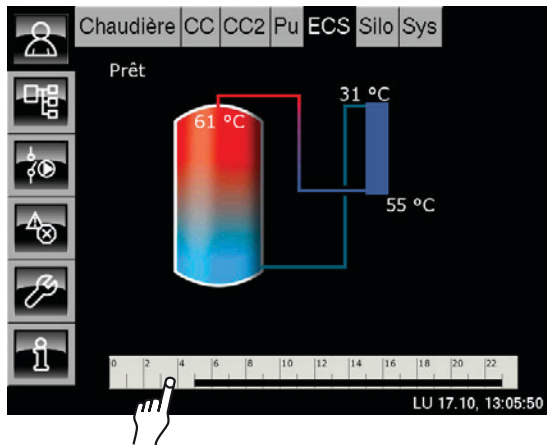 Chaudière CC CC2 Pu ECS Silo Sys
Prêt
31 °C
61 °C
55 °C
0 2 4 6 8 10 12 14 16 18 20 22
LU 17.10, 13:05:50